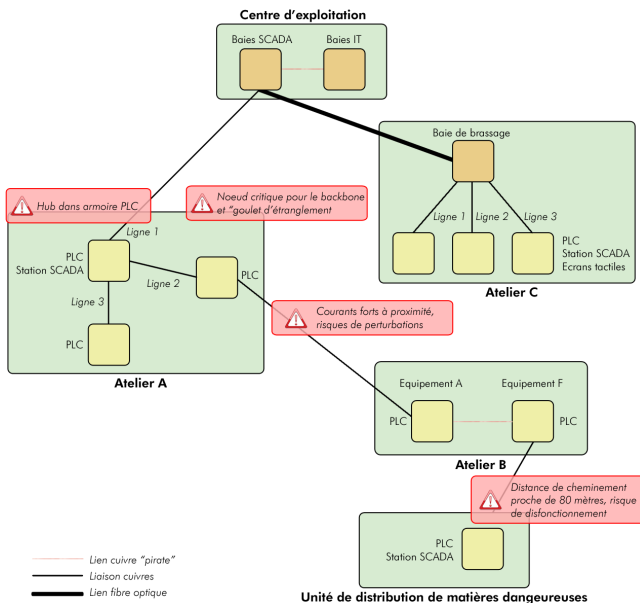 Centre d'exploitation
Baies SCADA
Baies IT
Baie de brassage
Hub dans armoire PLC
Noeud critique pour le backbone
et "goulet d'étranglement
Ligne 1
Ligne 2
Ligne 3
Ligne 1
PLC
Station SCADA
Ligne 2
PLC
Ligne 3
PLC
PLC
Station SCADA
Ecrans tactiles
Atelier C
Courants forts à proximité,
risques de perturbations
Atelier A
Equipement A
Equipement F
PLC
PLC
Atelier B
Distance de cheminement
proche de 80 mètres, risque
de disfonctionnement
PLC
Station SCADA
Lien cuivre "pirate"
Liaison cuivres
Lien fibre optique
Unité de distribution de matières dangeureuses